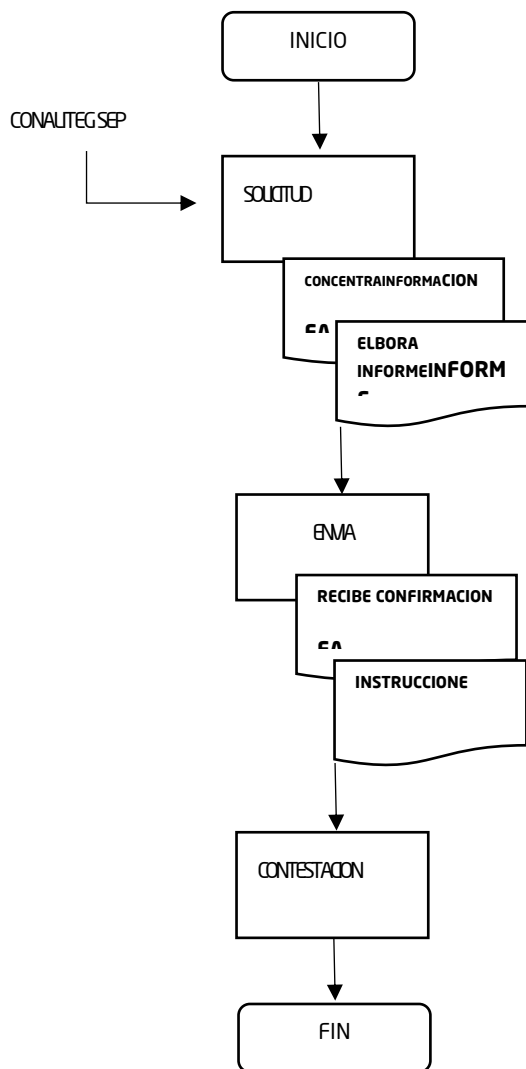 INICIO
CONALITEG SEP
SOLICITUD
CONCENTRAINFORMACION
ELBORA
INFORMEINFORM
ENVIA
RECIBE CONFIRMACION
INSTRUCCIONE
CONTESTACION
FIN